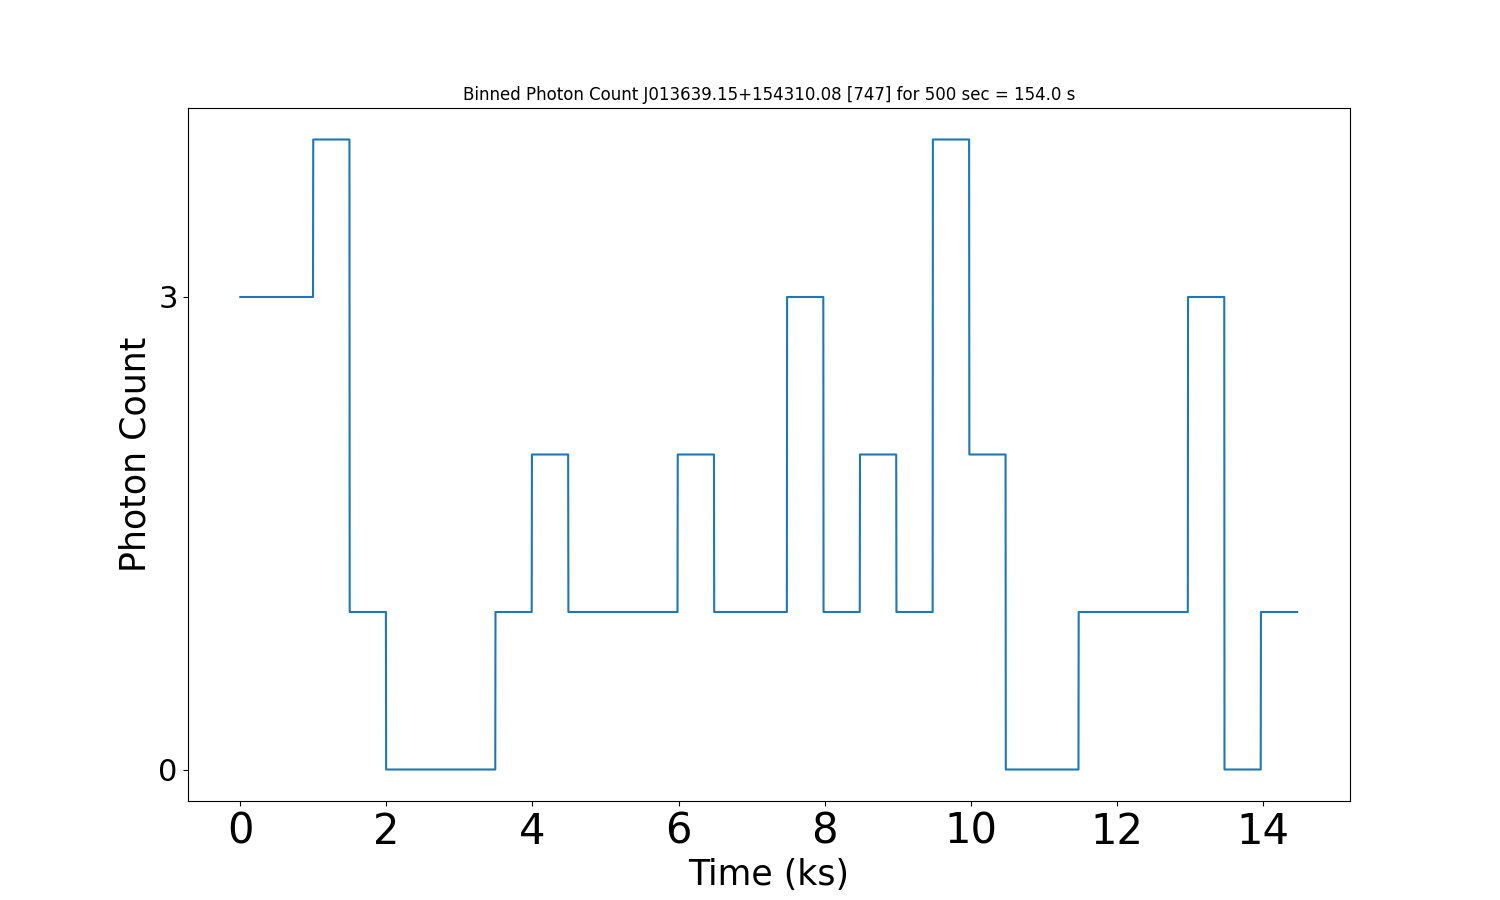 Binned Photon Count J013639.15+154310.08 [747] for 500 sec = 154.0 s
3
0
Photon Count
0 2 4 6 8 10 12 14
Time (ks)